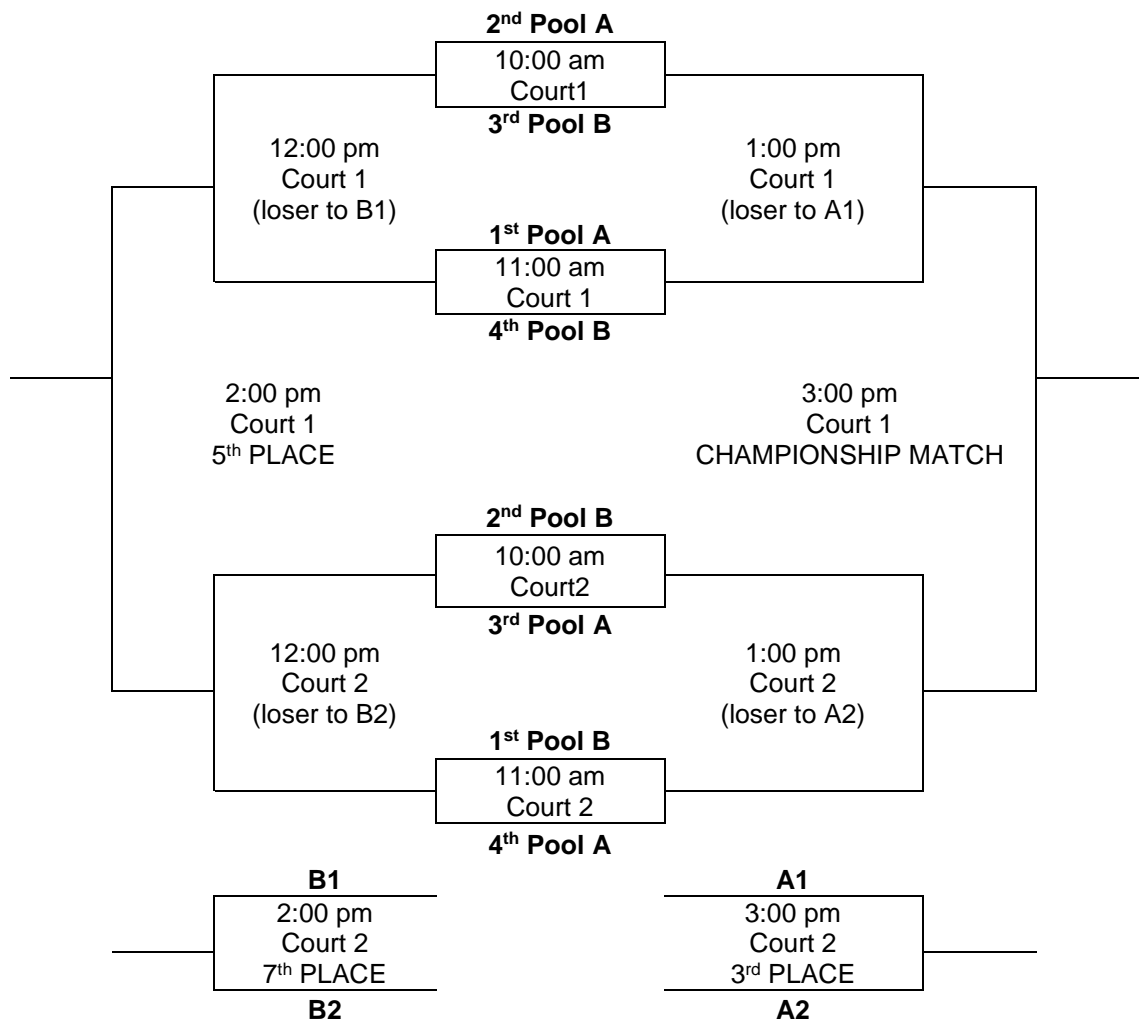 2nd Pool A
10:00 am
Court1
3rd Pool B
12:00 pm
Court 1
(loser to B1)
1:00 pm
Court 1
(loser to A1)
1st Pool A
11:00 am
Court 1
4th Pool B
2:00 pm
Court 1
5th PLACE
3:00 pm
Court 1
CHAMPIONSHIP MATCH
2nd Pool B
10:00 am
Court2
3rd Pool A
12:00 pm
Court 2
(loser to B2)
1:00 pm
Court 2
(loser to A2)
1st Pool B
11:00 am
Court 2
4th Pool A
B1
2:00 pm
Court 2
7th PLACE
B2
A1
3:00 pm
Court 2
3rd PLACE
A2